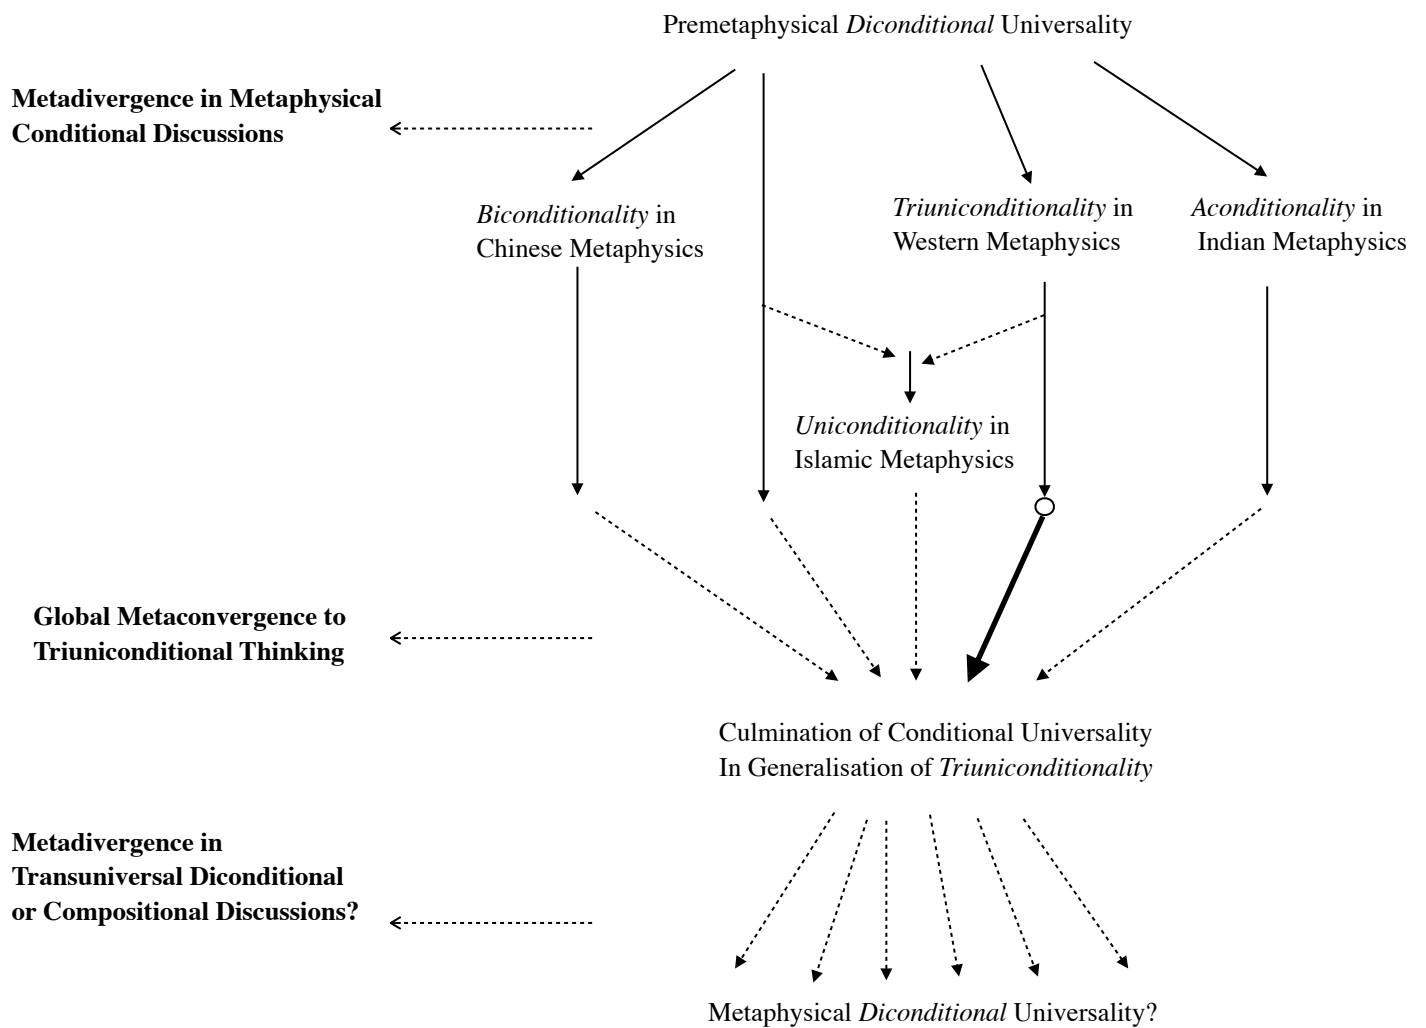 Premetaphysical Diconditional Universality
Metadivergence in Metaphysical
Conditional Discussions
Biconditionality in
Chinese Metaphysics
Triuniconditionality in
Western Metaphysics
Aconditionality in
Indian Metaphysics
Uniconditionality in
Islamic Metaphysics
Global Metaconvergence to
Triuniconditional Thinking
Culmination of Conditional Universality
In Generalisation of Triuniconditionality
Metadivergence in
Transuniversal Diconditional
or Compositional Discussions?
Metaphysical Diconditional Universality?